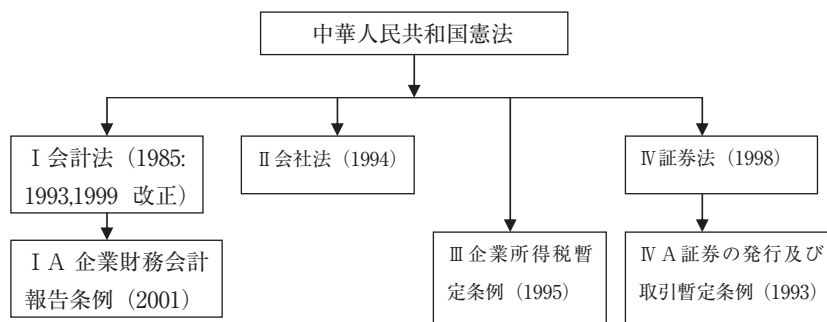 中華人民共和国憲法
Ⅰ会計法（1985:
1993,1999 改正）
Ⅱ会社法（1994）
Ⅳ証券法（1998）
ⅠA 企業財務会計
報告条例（2001）
Ⅲ企業所得税暫
定条例（1995）
ⅣA証券の発行及び
取引暫定条例（1993）